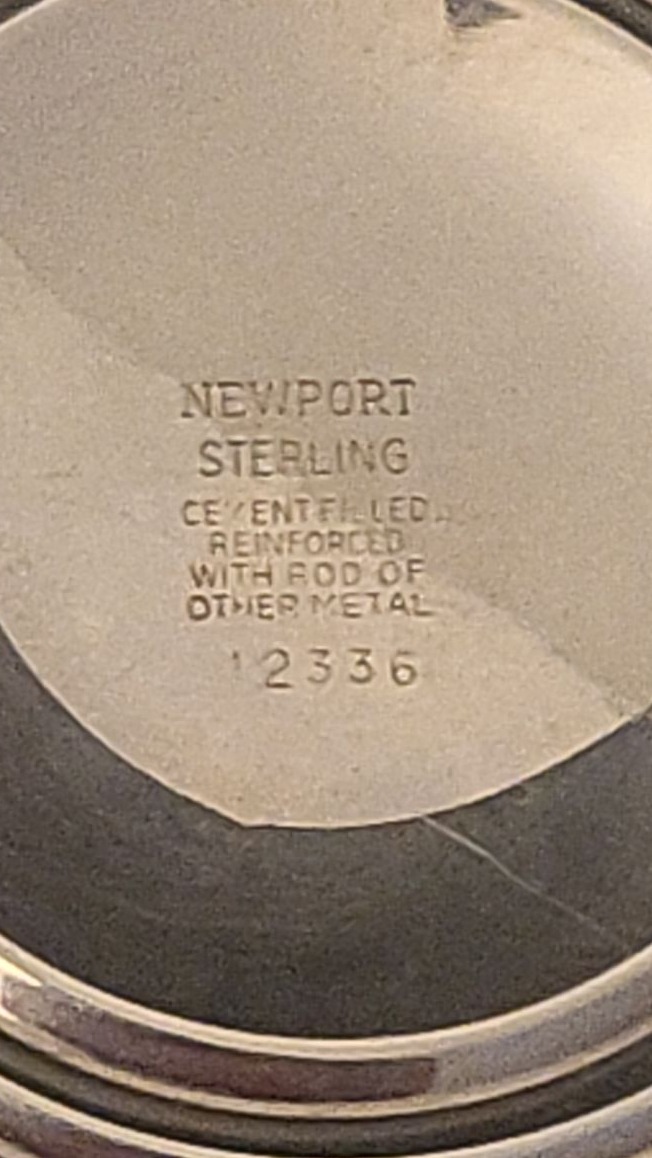 NEWPORT
STERLING
CEMENT FILLED
REINFORCED
WITH ROD OF
OTHER METAL
12336